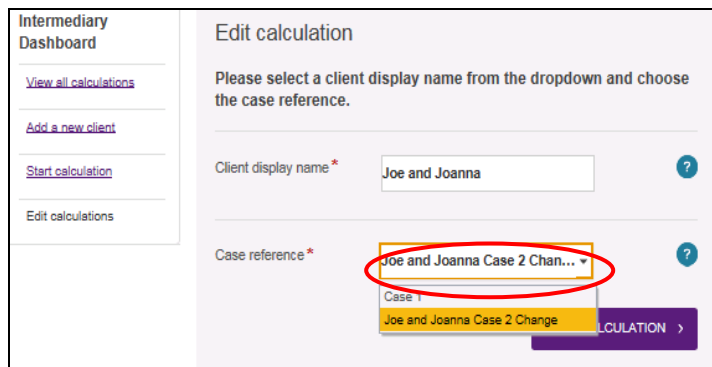 Intermediary
Dashboard
View all calculations
Add a new client
Start calculation
Edit calculations
Edit calculation
Please select a client display name from the dropdown and choose
the case reference.
Client display name *
Joe and Joanna
?
Case reference *
Joe and Joanna Case 2 Chan...
?
Case 1
Joe and Joanna Case 2 Change
LCULATION >